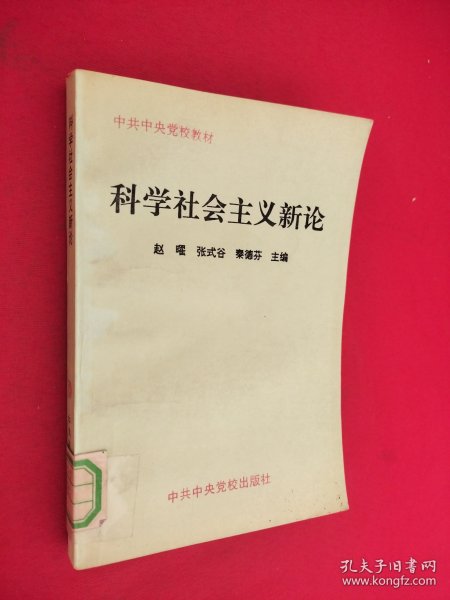 中共中央党校教材
科学社会主义新论
赵 曜 张式谷 秦德芬 主编
中共中央党校出版社
科学社会主义新论
孔夫子旧书网
www.kongfz.com